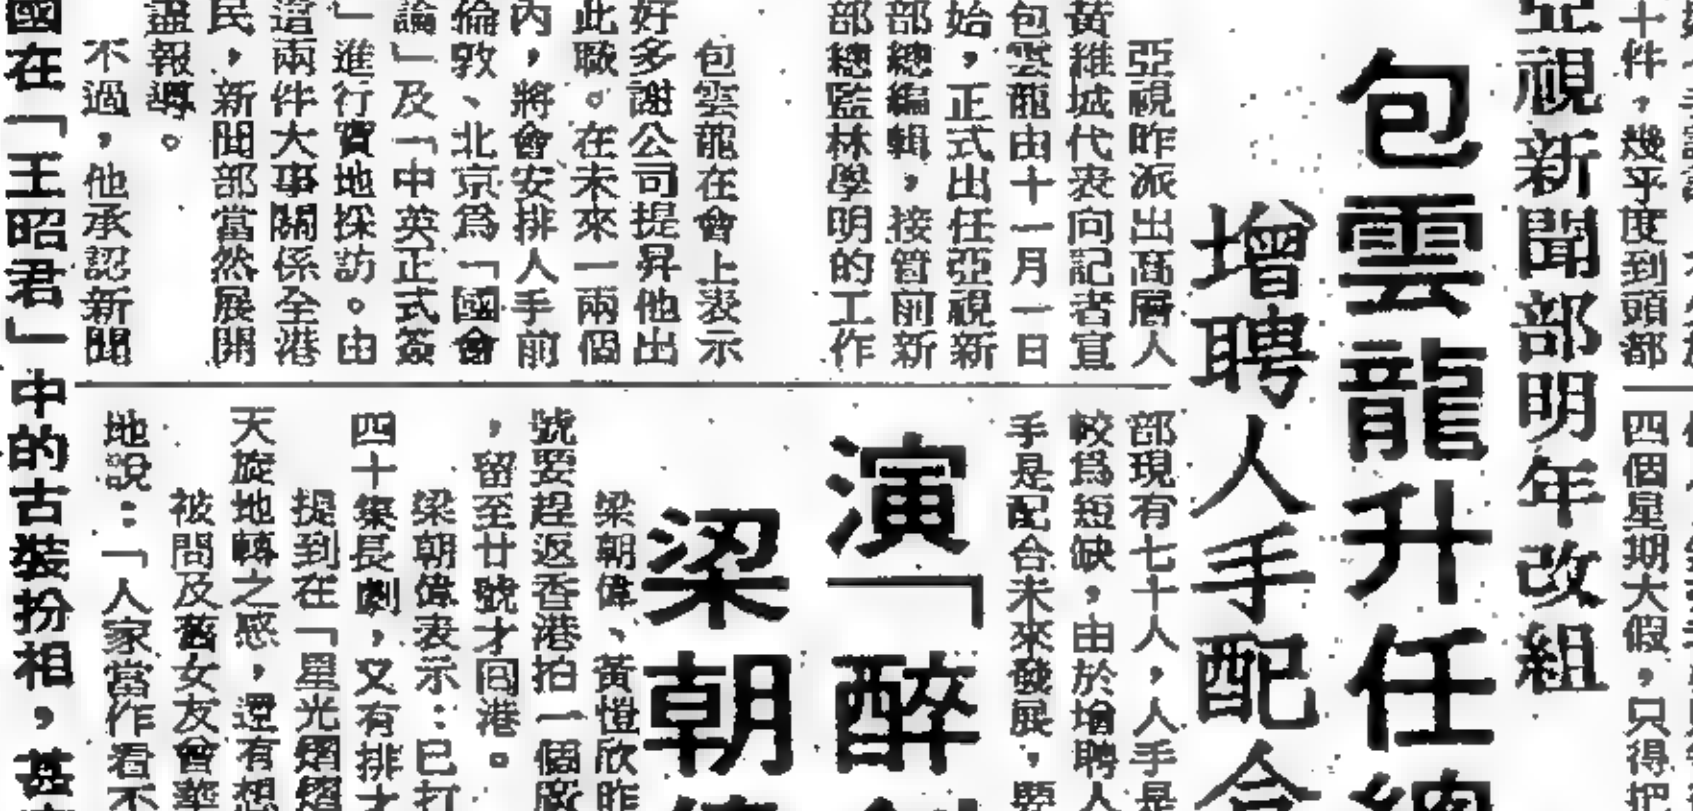 亞視新聞部明年改組
包雲龍升任總
增聘人手配合
亞視昨派出高層人
黃維城代表向記者宣
包雲龍由十一月一日
始,正式出任亞視新
部總編輯,接管前新
部總監林學明的工作
包雲龍在會上表示
好多謝公司提昇他出
此職。在未來一兩個
內,將會安排人手前
倫敦、北京爲「國會
論」及「中英正式簽
」進行實地採訪。由
這兩件大事關係全港
民,新聞部當然展開
盡報導。
不過,他承認新聞
部現有七十人,人手是
較爲短缺,由於增聘人
手是配合未來發展,要
十件,幾乎度到頭都
四個星期大假,只得把
演「醉
梁朝
梁朝偉、黃愷欣昨
號要趕返香港拍一個
,留至廿號才回港。
梁朝偉表示:已打
四十集長劇,又有排才
提到在「星光熠熠
天旋地轉之感,還有想
被問及舊女友曾華
地說:「人家當作看不
國在「王昭君」中的古裝扮相,甚